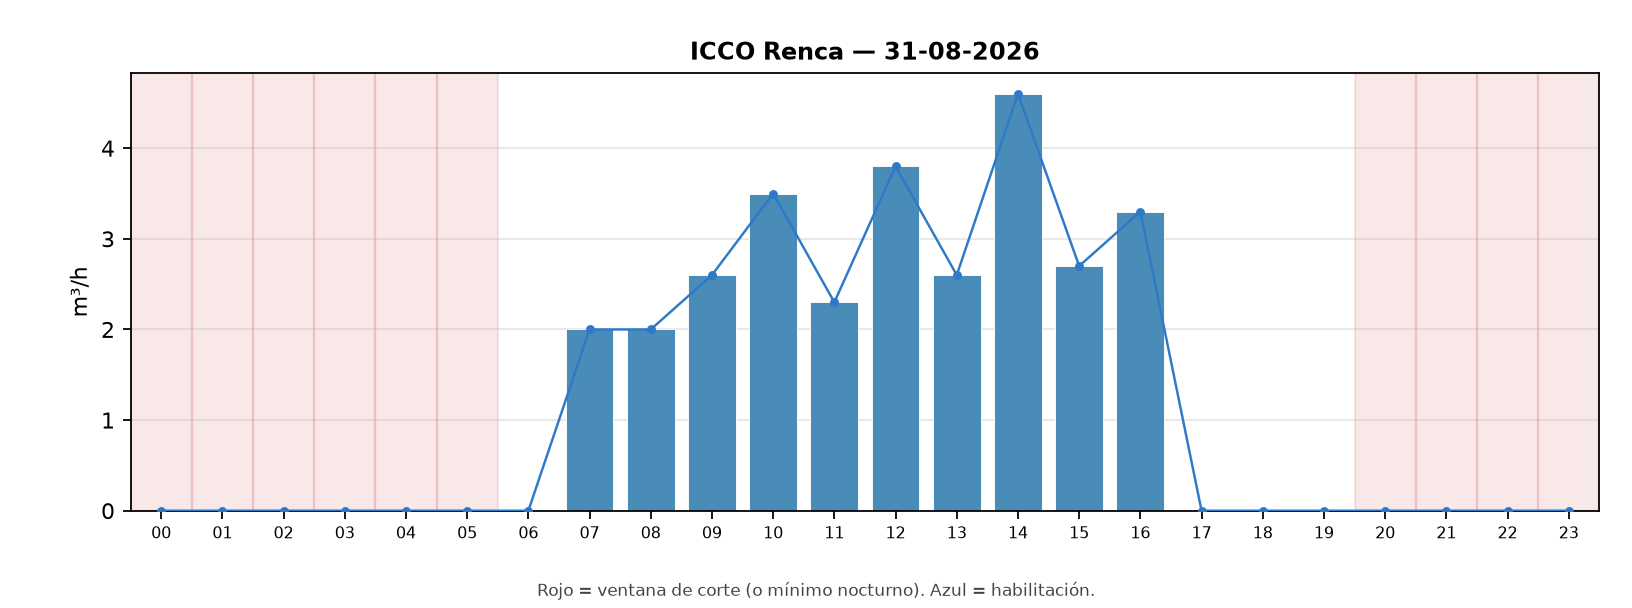 ICCO Renca — 31-08-2026
m³/h
4
3
2
1
0
00 01 02 03 04 05 06 07 08 09 10 11 12 13 14 15 16 17 18 19 20 21 22 23
Rojo = ventana de corte (o mínimo nocturno). Azul = habilitación.